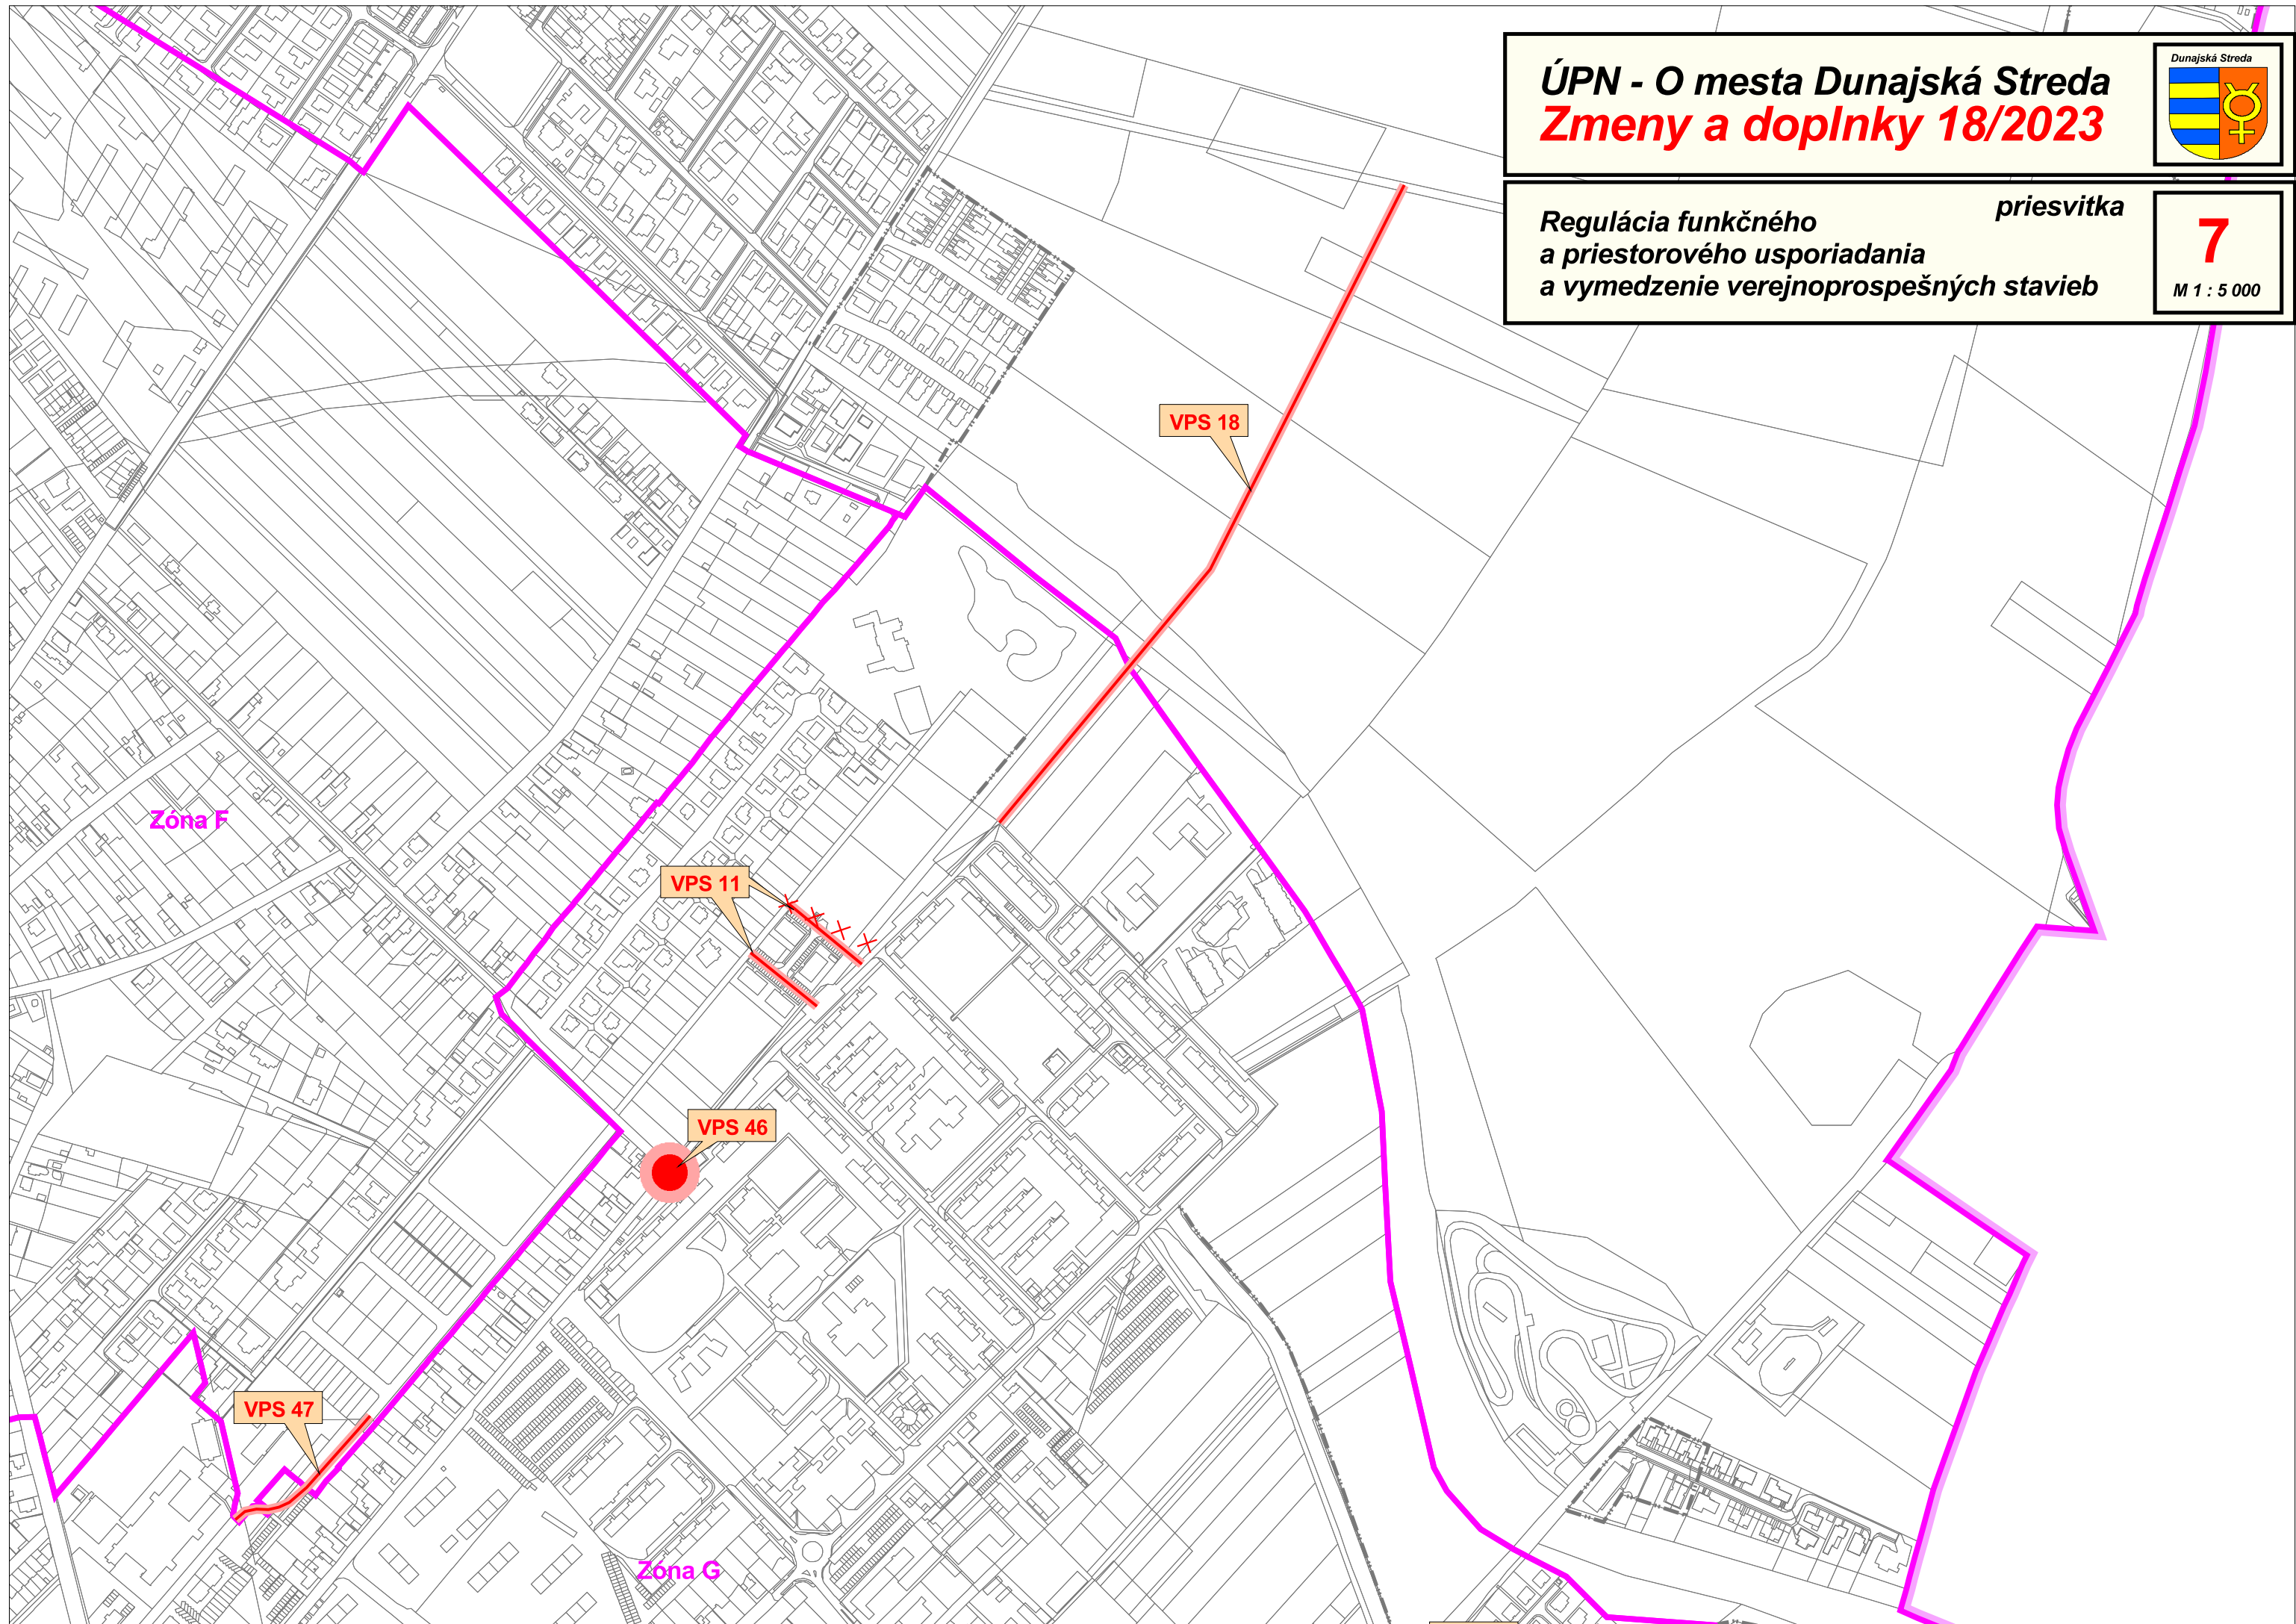 ÚPN - O mesta Dunajská Streda
Zmeny a doplnky 18/2023
Dunajská Streda
Regulácia funkčného
a priestorového usporiadania
a vymedzenie verejnoprospešných stavieb
priesvitka
7
M 1 : 5 000
VPS 18
Zóna F
VPS 11
VPS 46
VPS 47
Zóna G